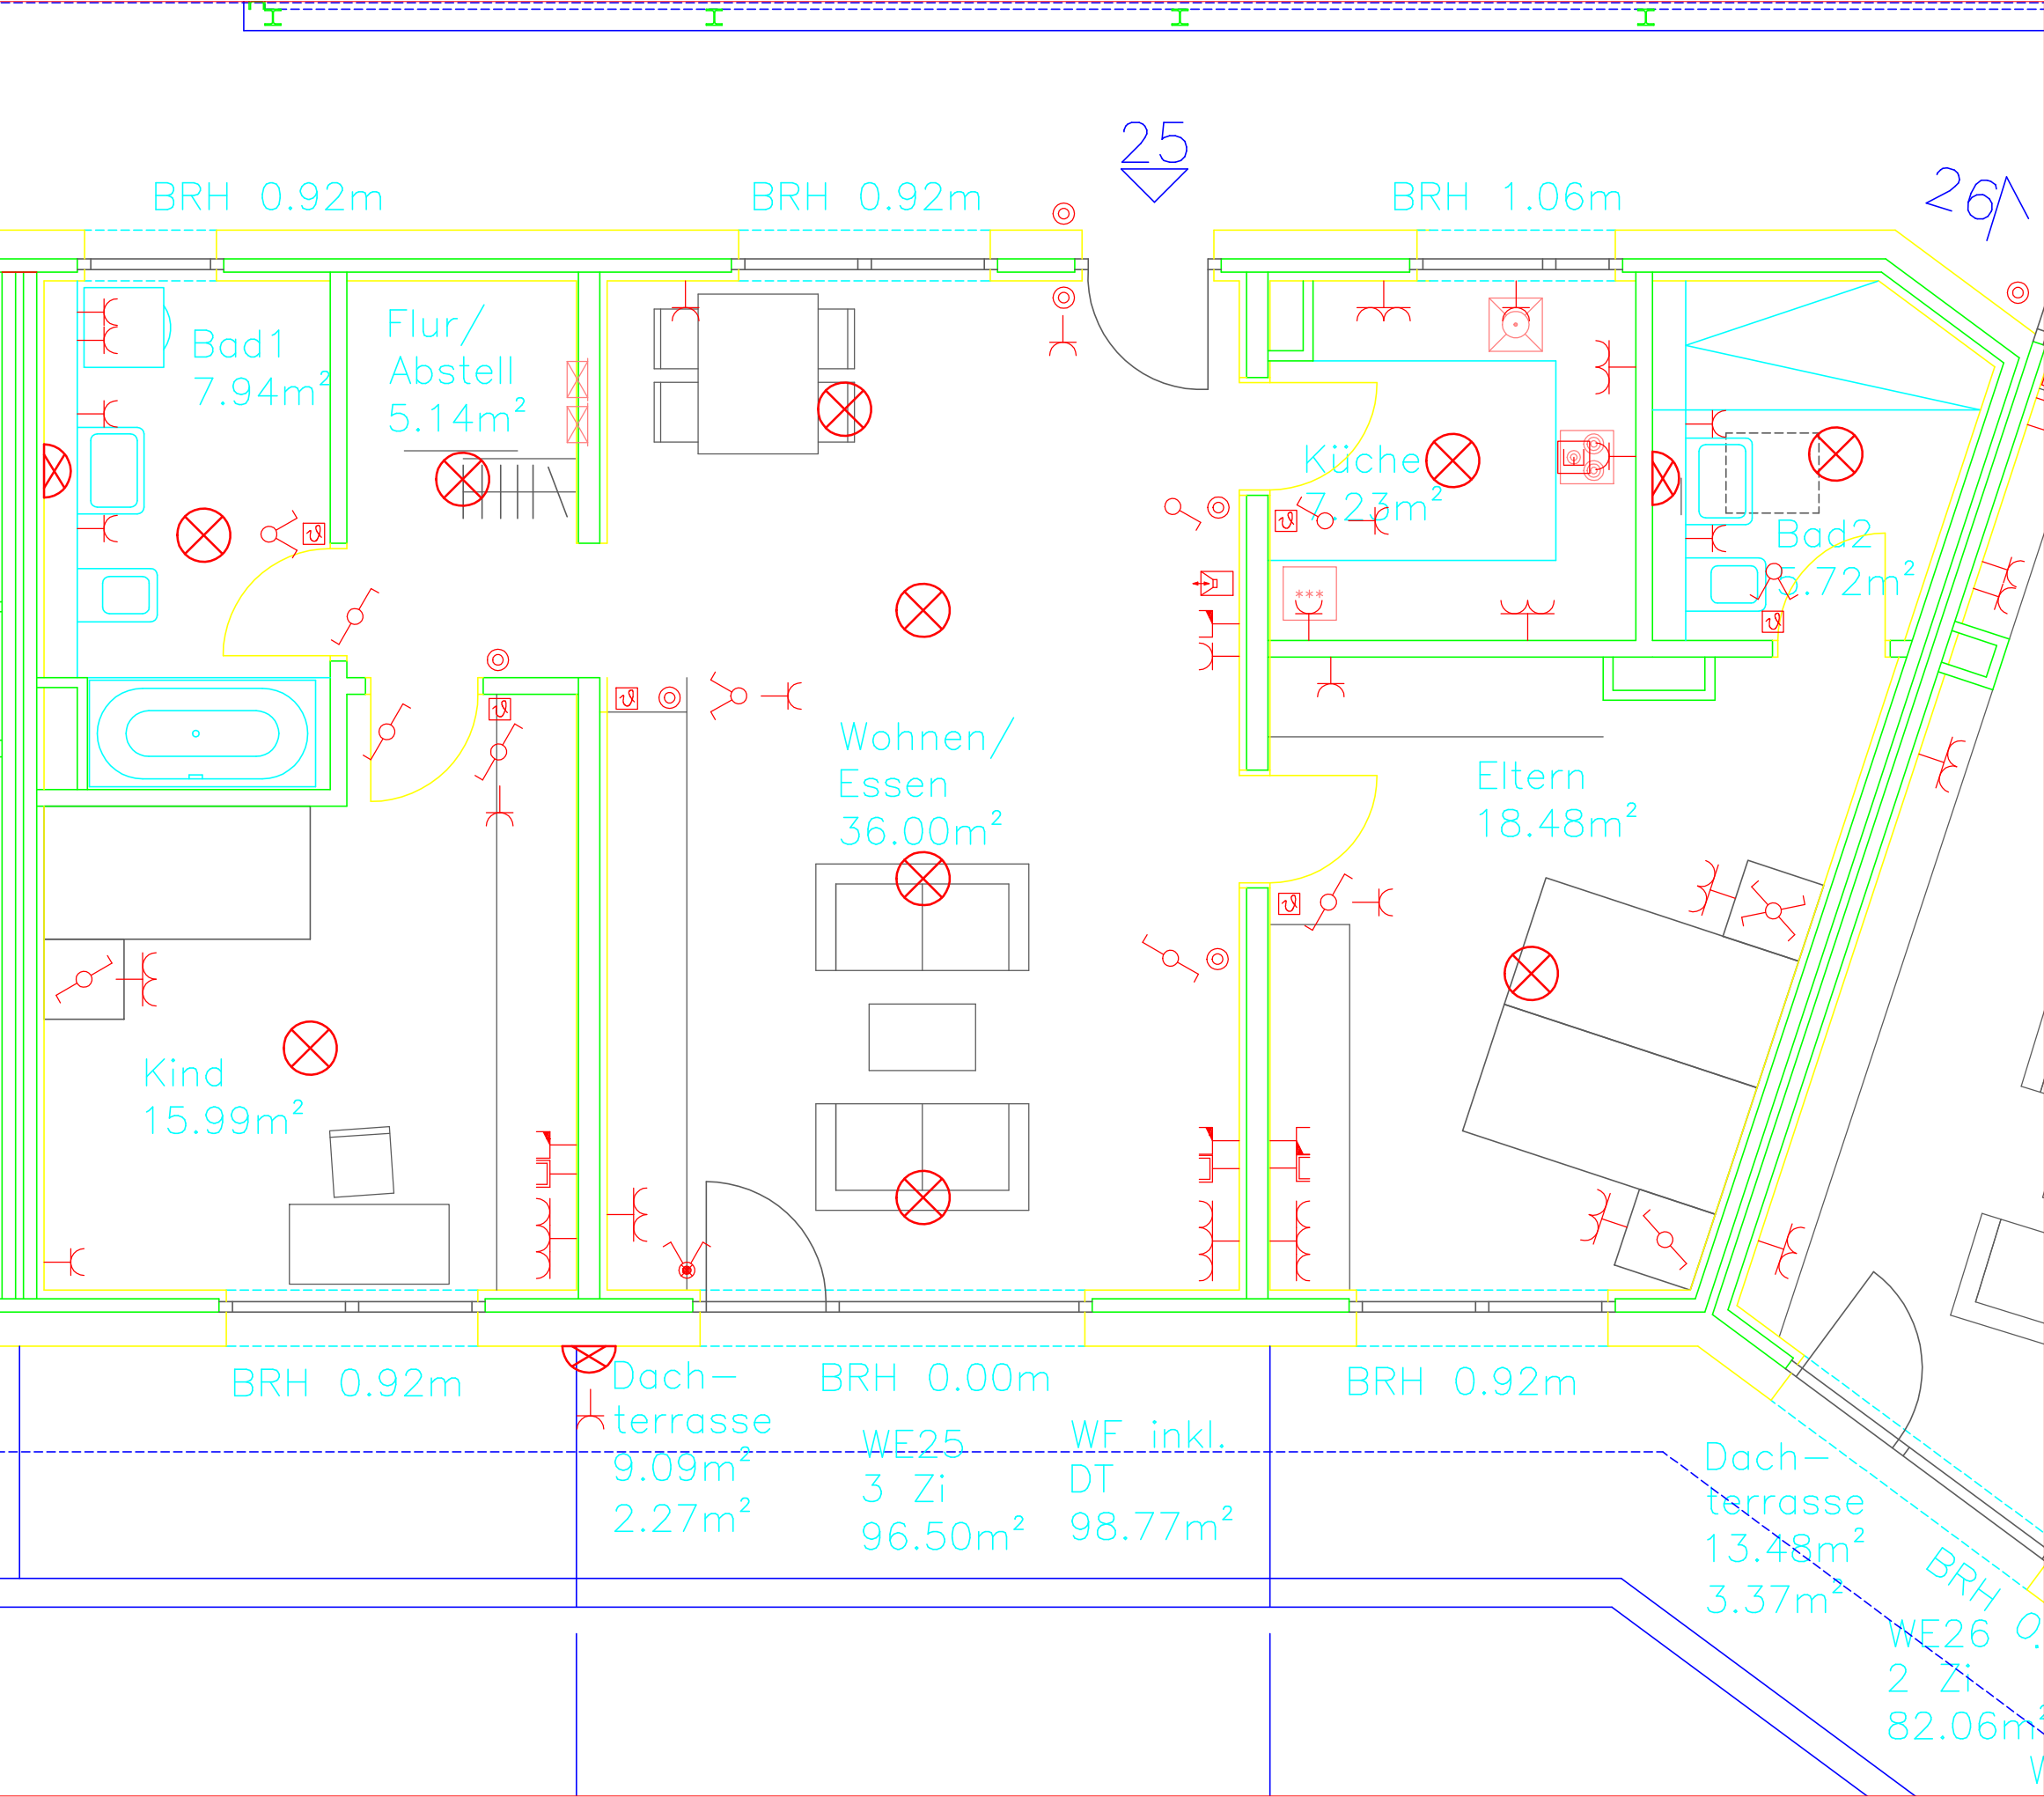 25
26
BRH 0.92m
BRH 0.92m
BRH 1.06m
Bad1
7.94m²
Flur/
Abstell
5.14m²
Küche
7.23m²
Bad2
5.72m²
Wohnen/
Essen
36.00m²
Eltern
18.48m²
Kind
15.99m²
***
BRH 0.92m
Dach-
terrasse
9.09m²
2.27m²
BRH 0.00m
WE25
3 Zi
96.50m²
WF inkl.
DT
98.77m²
BRH 0.92m
Dach-
terrasse
13.48m²
3.37m²
BRH 0.
WE26
2 Zi
82.06m²